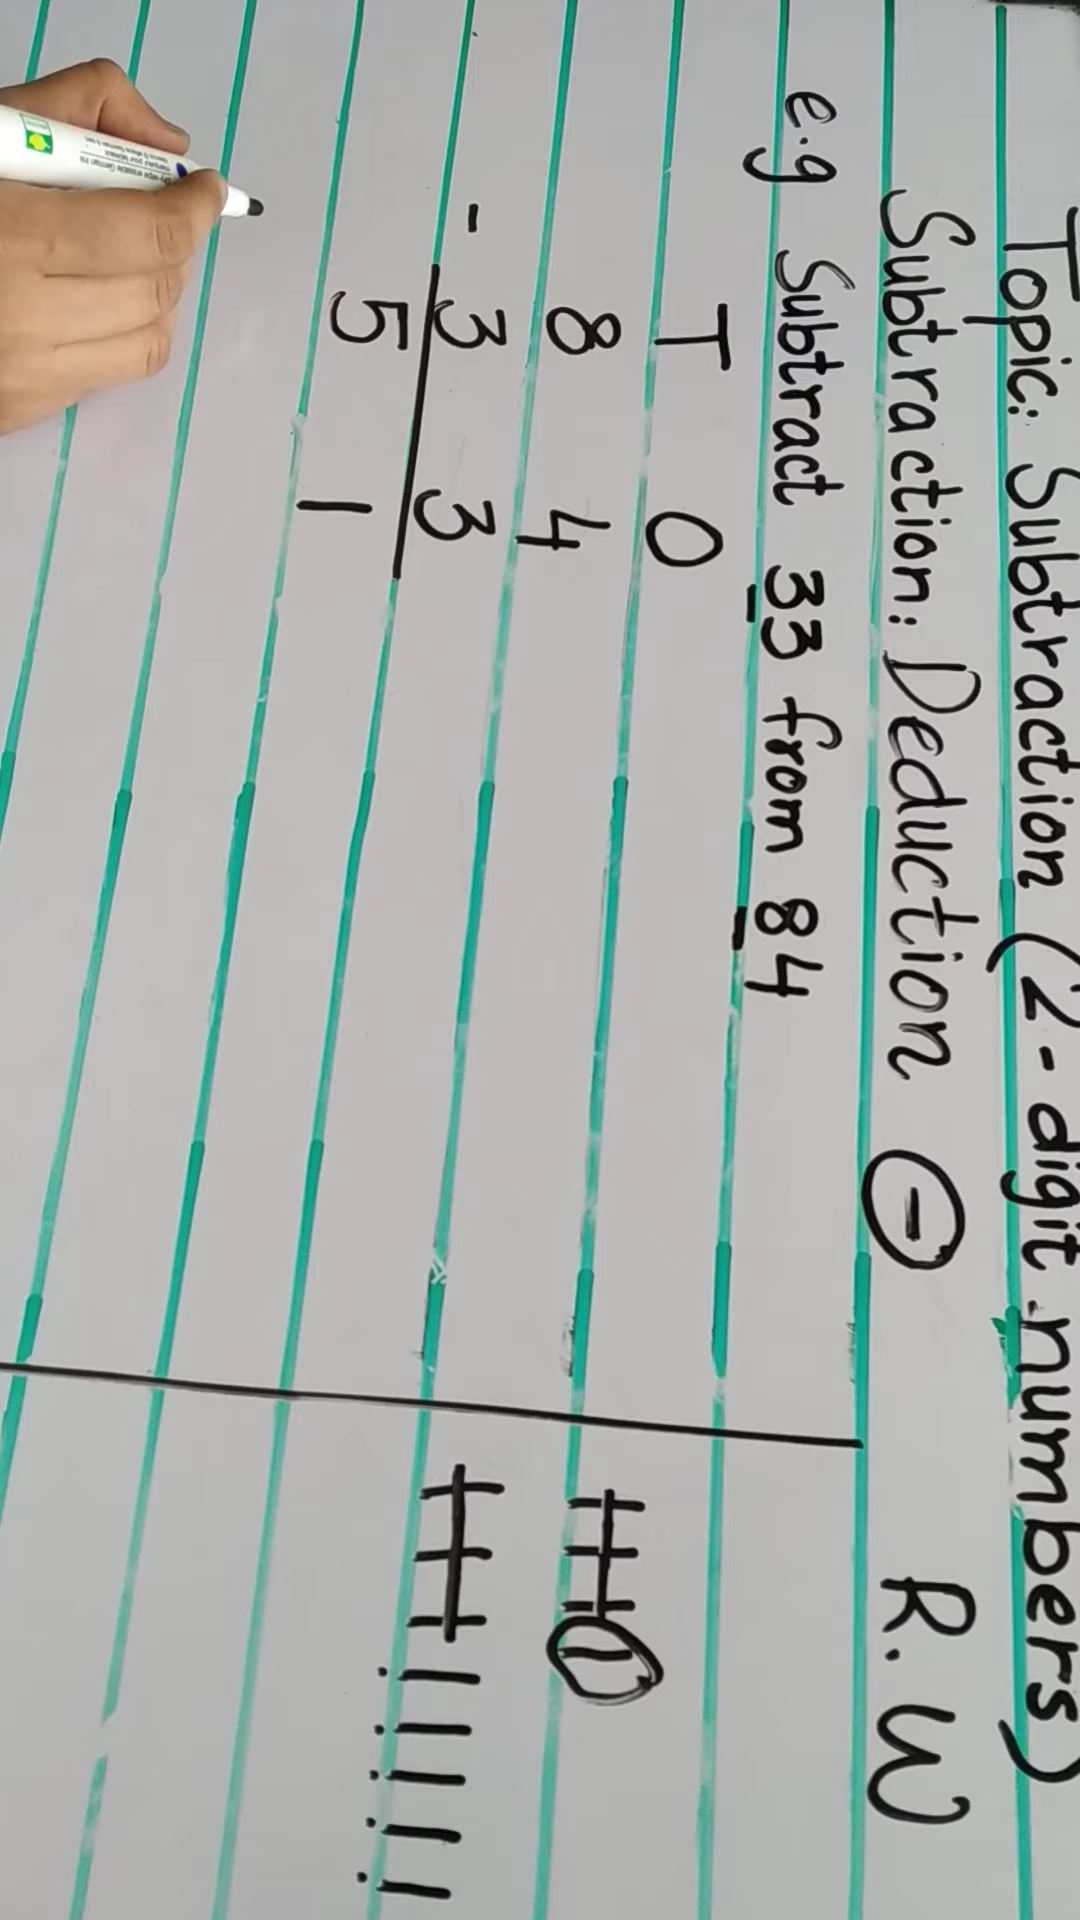 Topic: Subtraction (2-digit numbers)
Subtraction: Deduction - R.W
e.g Subtract 33 from 84
T O
8 4
- 3 3
5 1